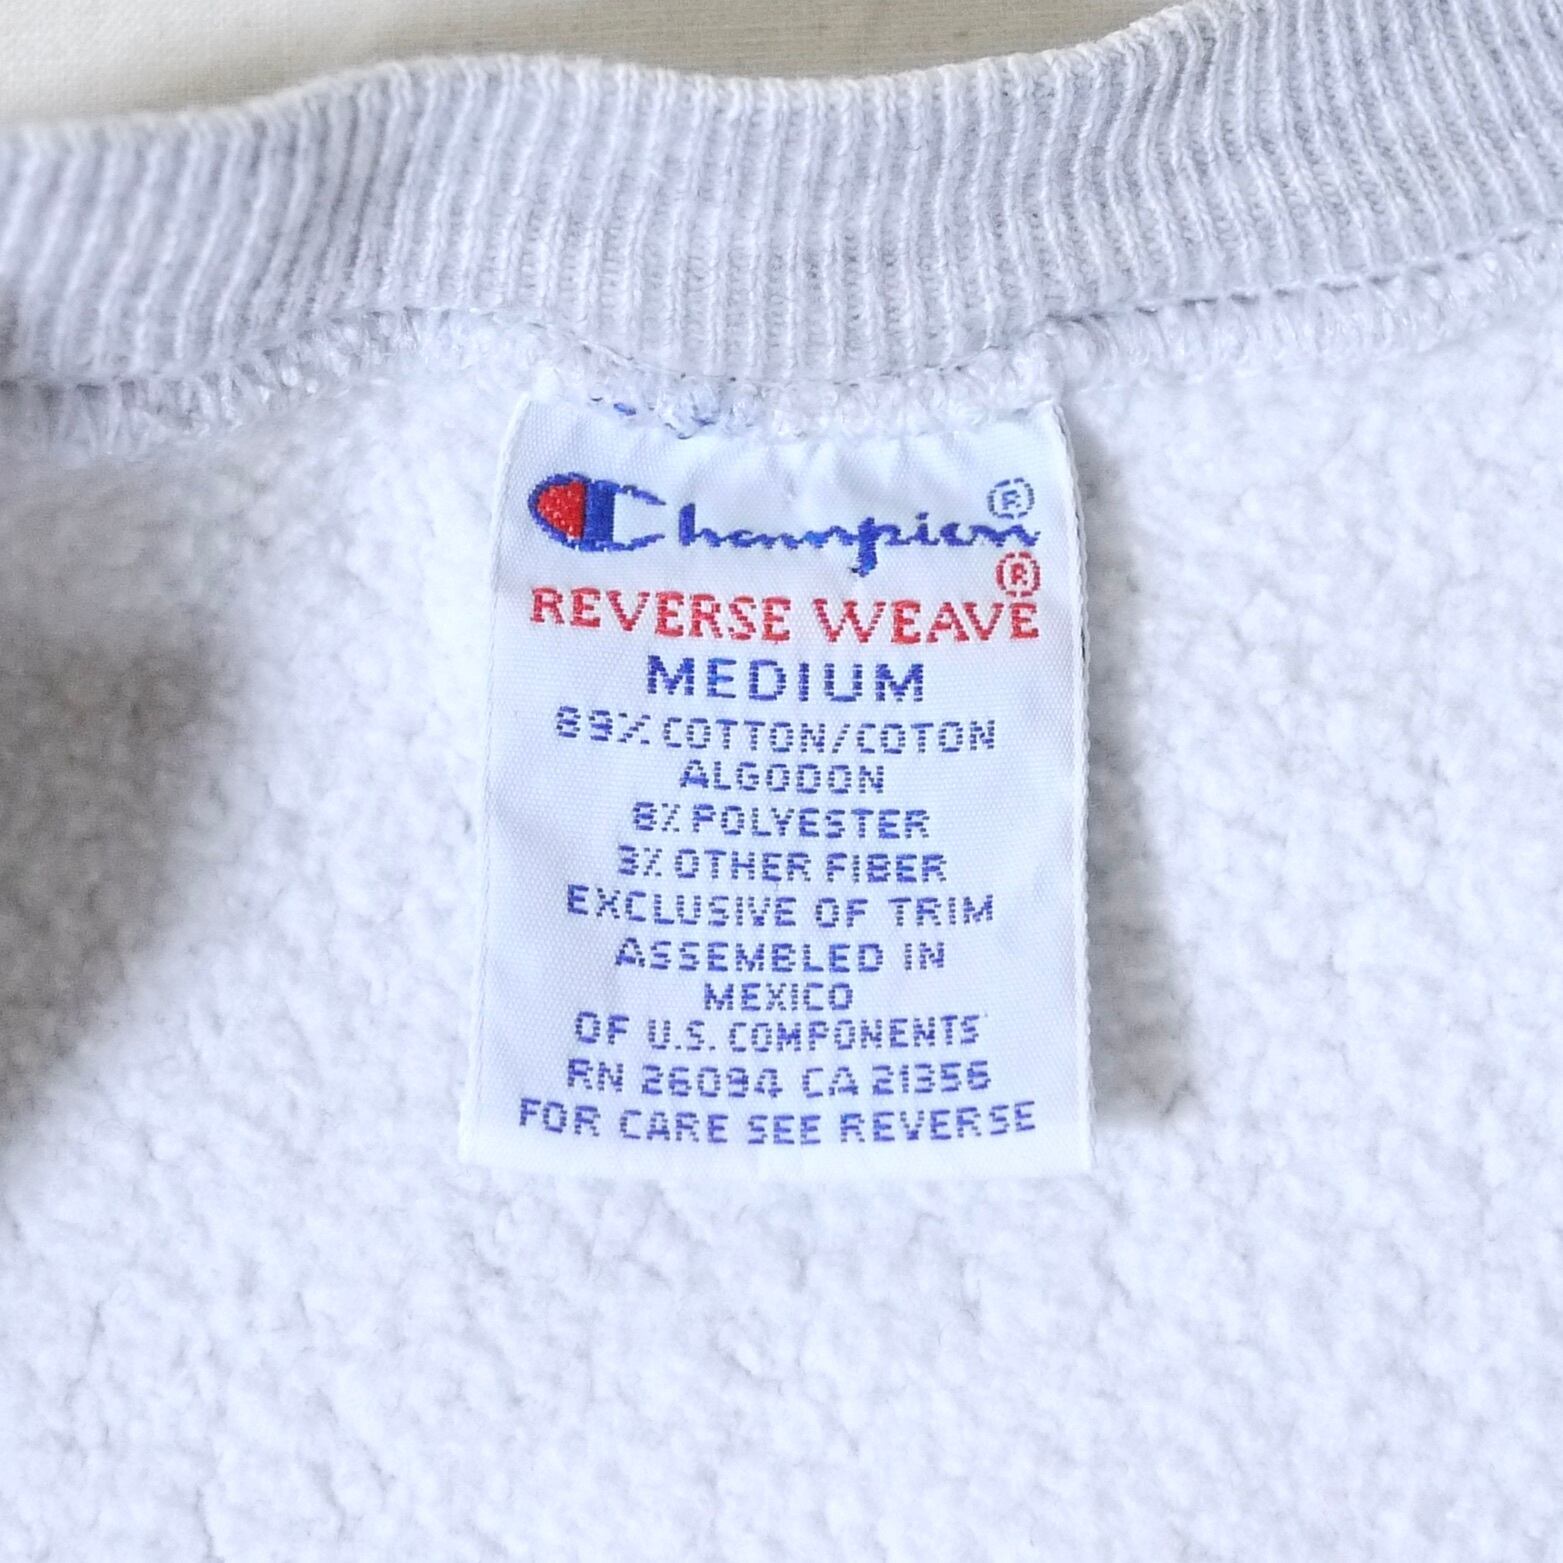 Champion®
REVERSE WEAVE®
MEDIUM
89% COTTON/COTON
ALGODON
8% POLYESTER
3% OTHER FIBER
EXCLUSIVE OF TRIM
ASSEMBLED IN
MEXICO
OF U.S. COMPONENTS
RN 26094 CA 21356
FOR CARE SEE REVERSE